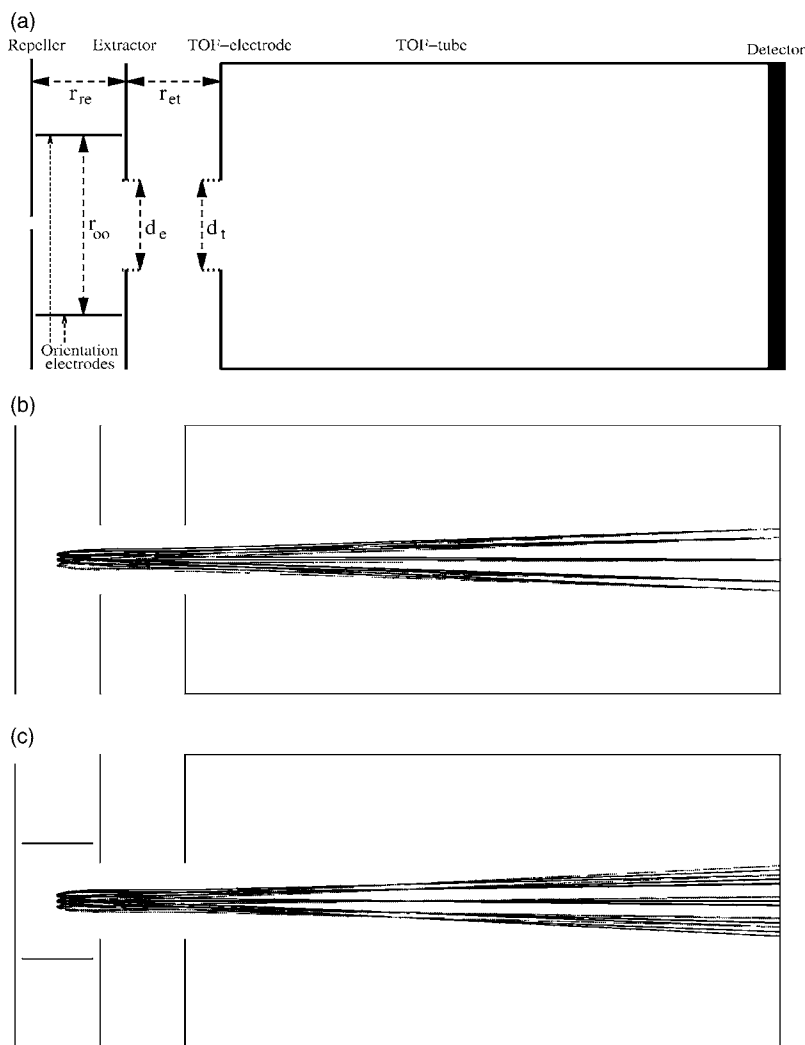 (a)
Repeller Extractor TOF-electrode TOF-tube Detector
r re r et
r oo d e d t
Orientation
electrodes
(b)
(c)